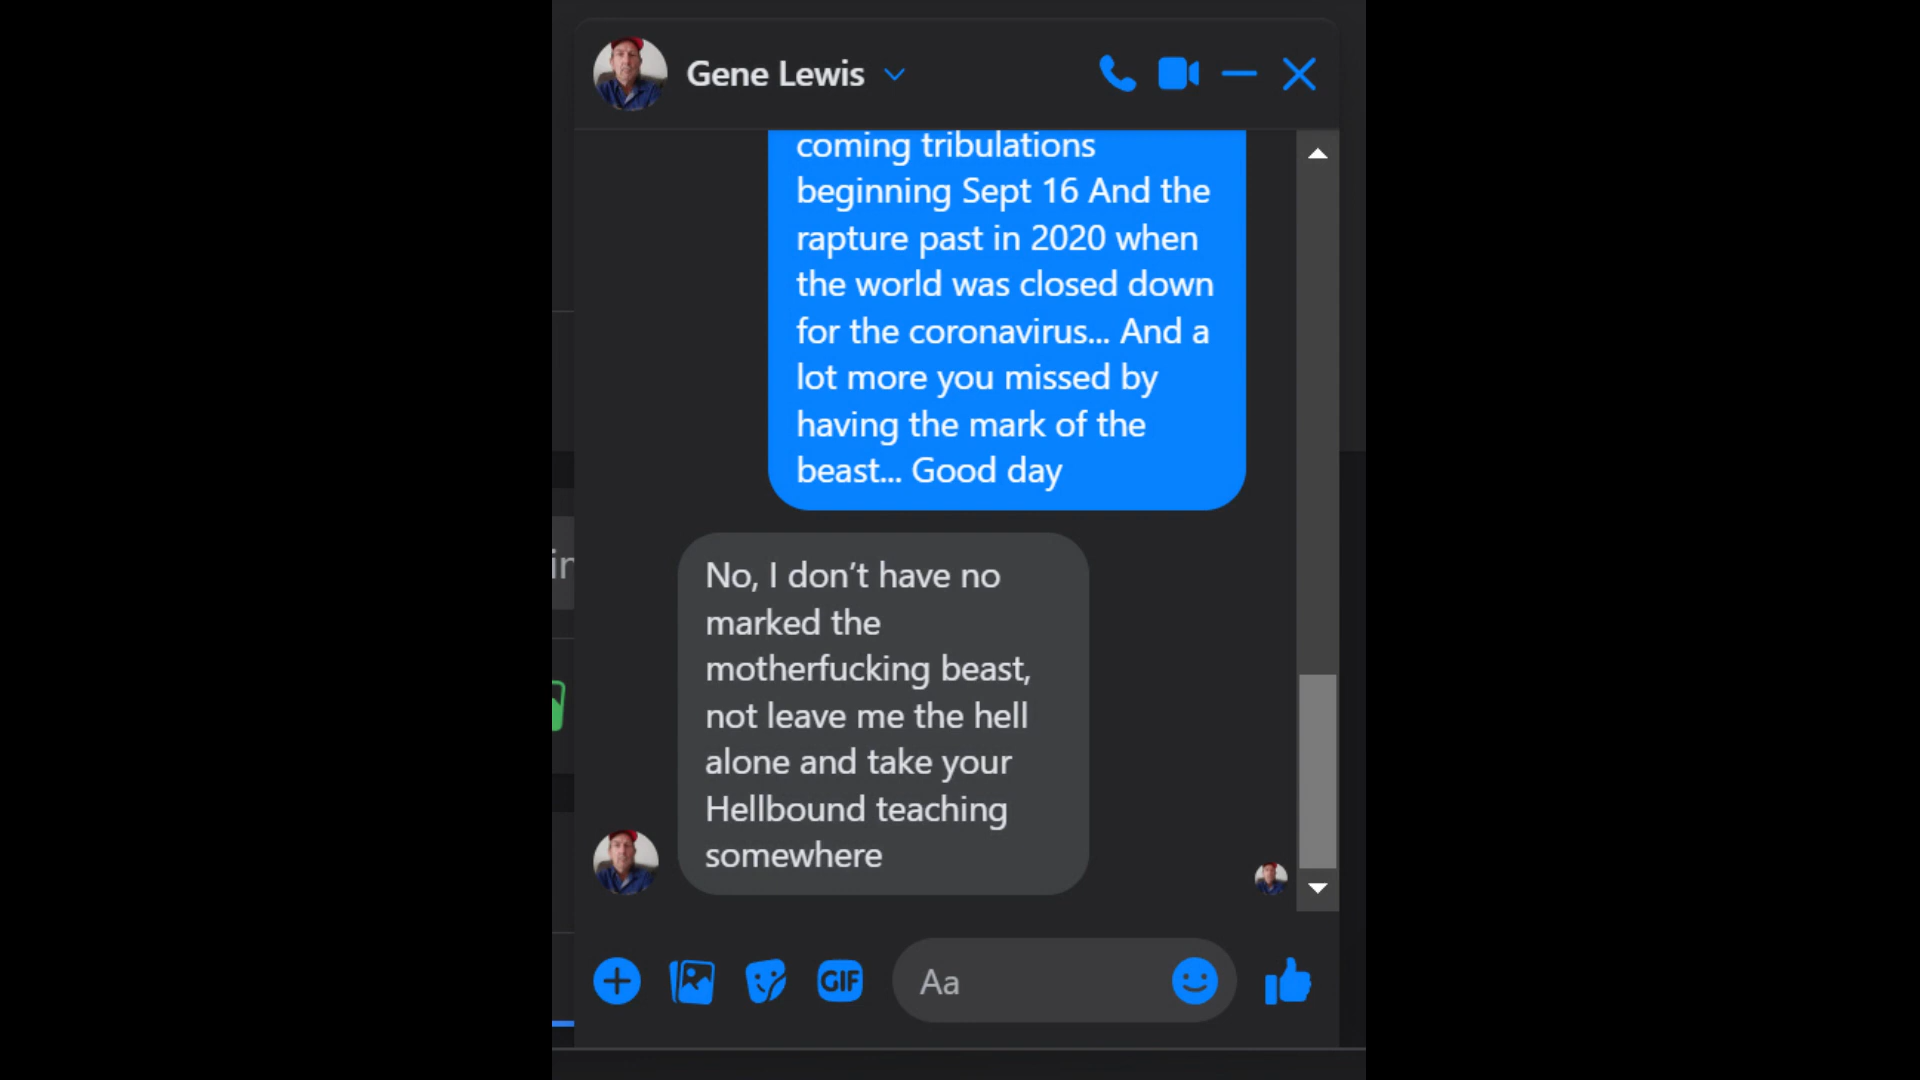 Gene Lewis
coming tribulations
beginning Sept 16 And the
rapture past in 2020 when
the world was closed down
for the coronavirus... And a
lot more you missed by
having the mark of the
beast... Good day
No, I don’t have no
marked the
motherfucking beast,
not leave me the hell
alone and take your
Hellbound teaching
somewhere
GIF
Aa